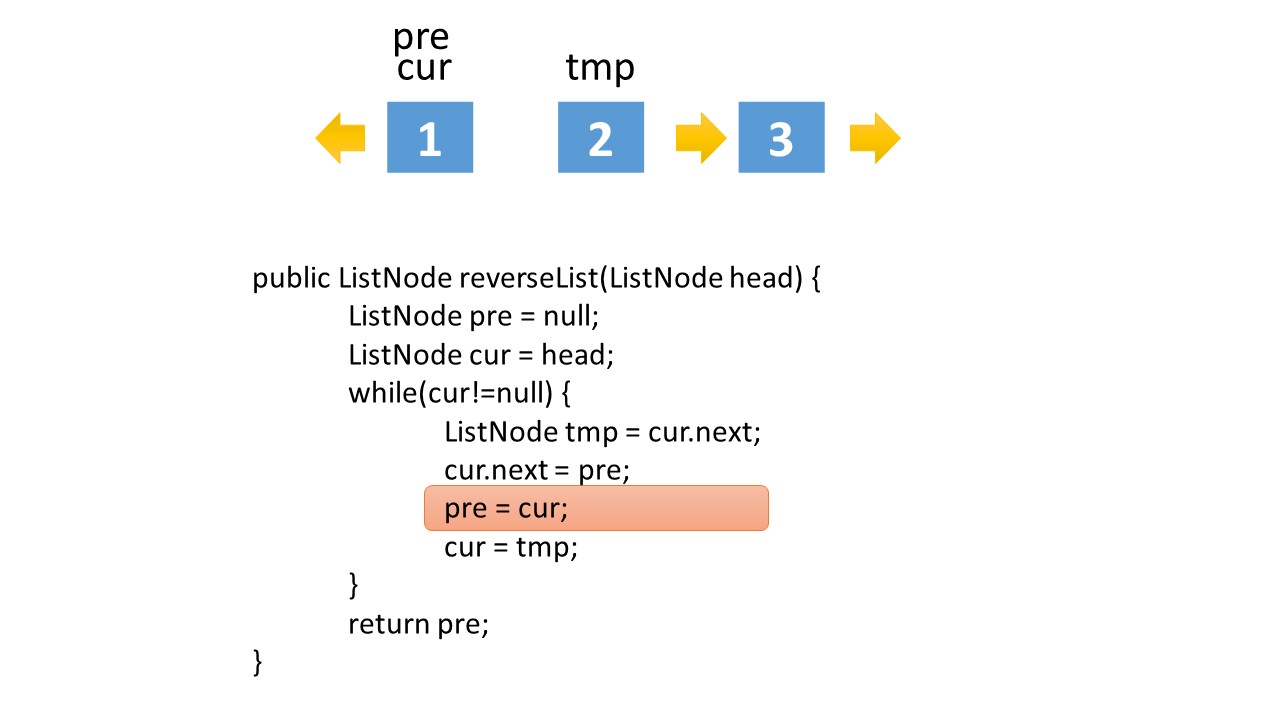 pre
cur tmp
1 2 3
public ListNode reverseList(ListNode head) {
ListNode pre = null;
ListNode cur = head;
while(cur!=null) {
ListNode tmp = cur.next;
cur.next = pre;
pre = cur;
cur = tmp;
}
return pre;
}